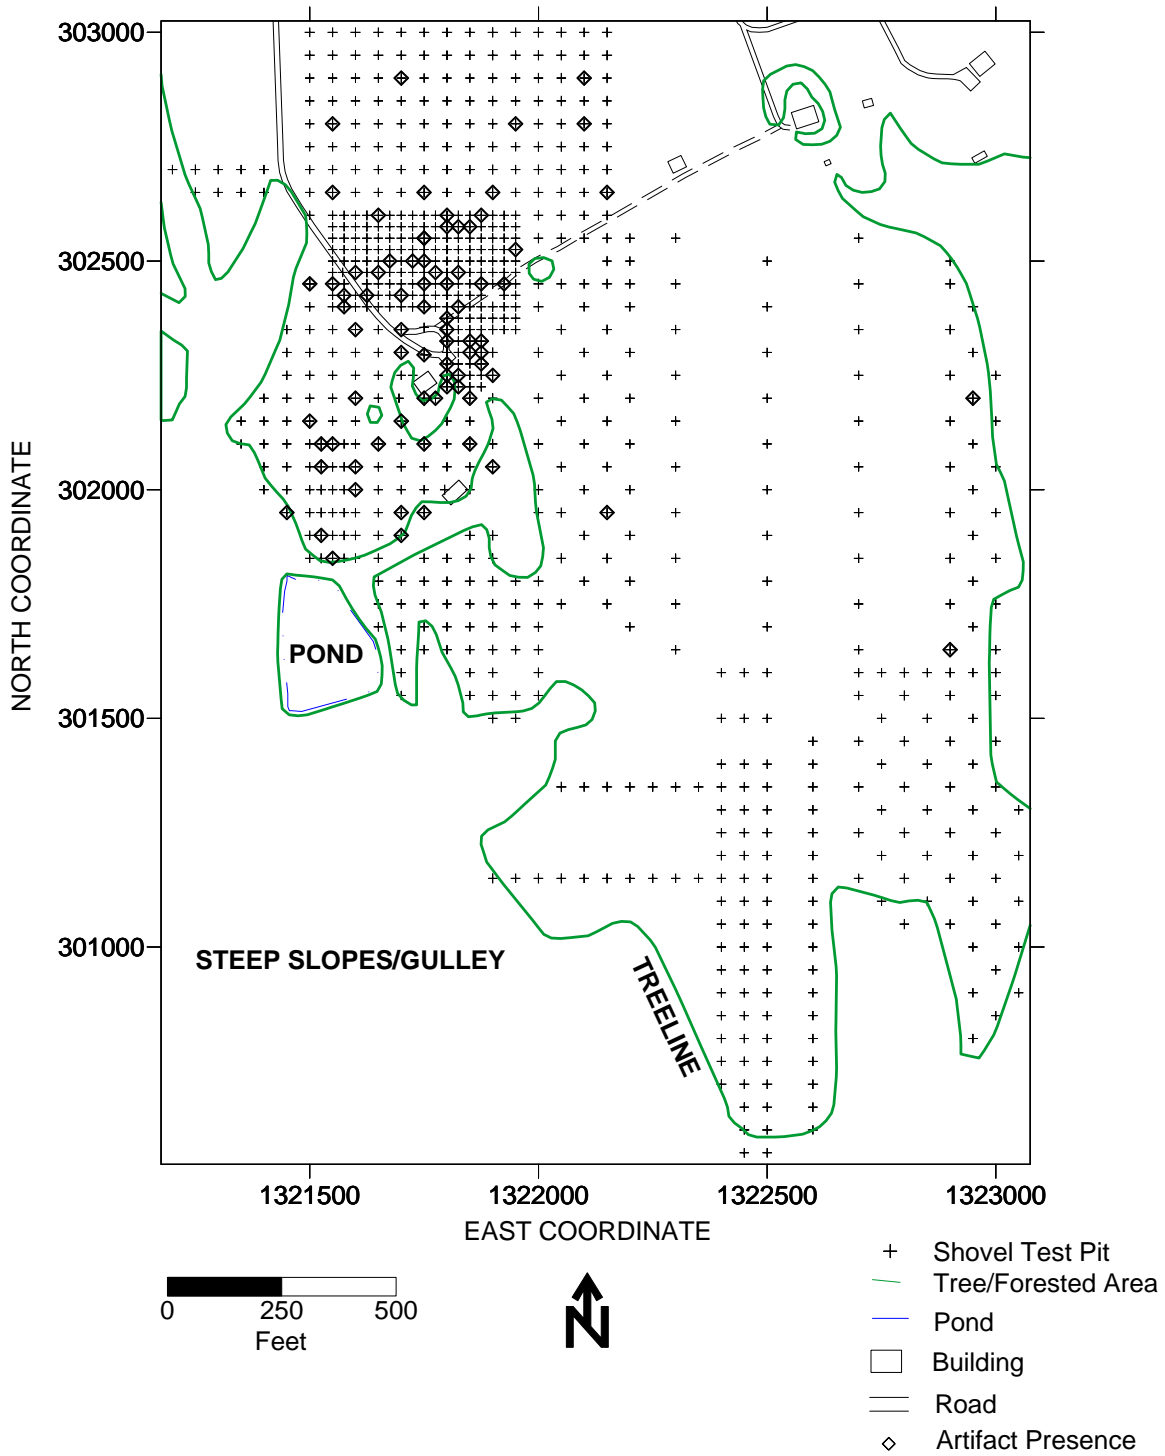 303000
302500
302000
301500
301000
NORTH COORDINATE
POND
STEEP SLOPES/GULLEY
TREELINE
1321500
1322000
1322500
1323000
EAST COORDINATE
0
250
500
Feet
N
Shovel Test Pit
Tree/Forested Area
Pond
Building
Road
Artifact Presence